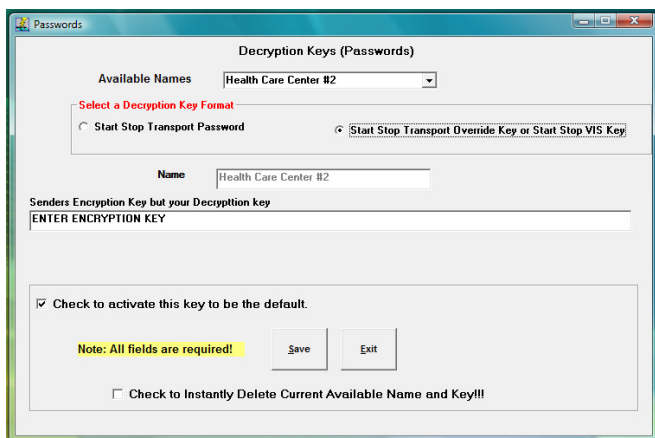 Passwords
Decryption Keys (Passwords)
Available Names Health Care Center #2
Select a Decryption Key Format
Start Stop Transport Password Start Stop Transport Override Key or Start Stop VIS Key
Name Health Care Center #2
Senders Encryption Key but your Decrypttion key
ENTER ENCRYPTION KEY
Check to activate this key to be the default.
Note: All fields are required! Save Exit
Check to Instantly Delete Current Available Name and Key!!!